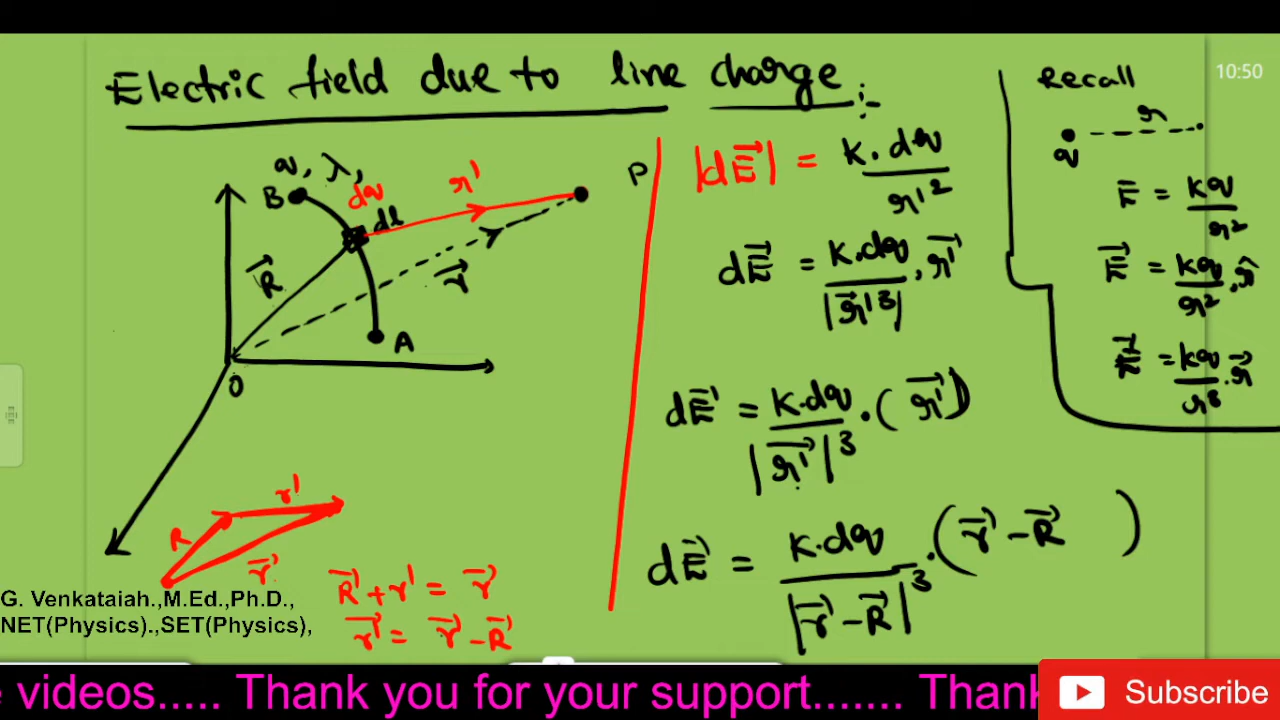 Electric field due to line charge :-
Recall
10:50
r
q
E = kq/r²
E⃗ = kq/r² . r̂
E⃗ = kq/r³ . r⃗
q, λ,
B
dq
dl
r'
P
R⃗
r⃗
A
O
|dE⃗| = k.dq/r'²
dE⃗ = k.dq/|r⃗'³| . r⃗'
dE⃗ = k.dq/|r⃗'|³ . (r⃗')
dE⃗ = k.dq/|r⃗-R⃗|³ . (r⃗-R⃗ )
r'
R
r⃗
R⃗ + r' = r⃗
r⃗' = r⃗ - R⃗
G. Venkataiah.,M.Ed.,Ph.D.,
NET(Physics).,SET(Physics),
e videos..... Thank you for your support....... Thank
Subscribe